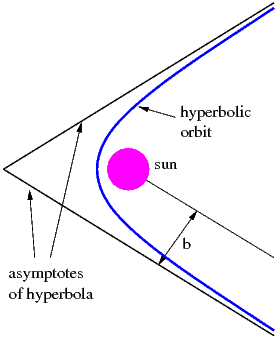 hyperbolic
orbit
sun
b
asymptotes
of hyperbola